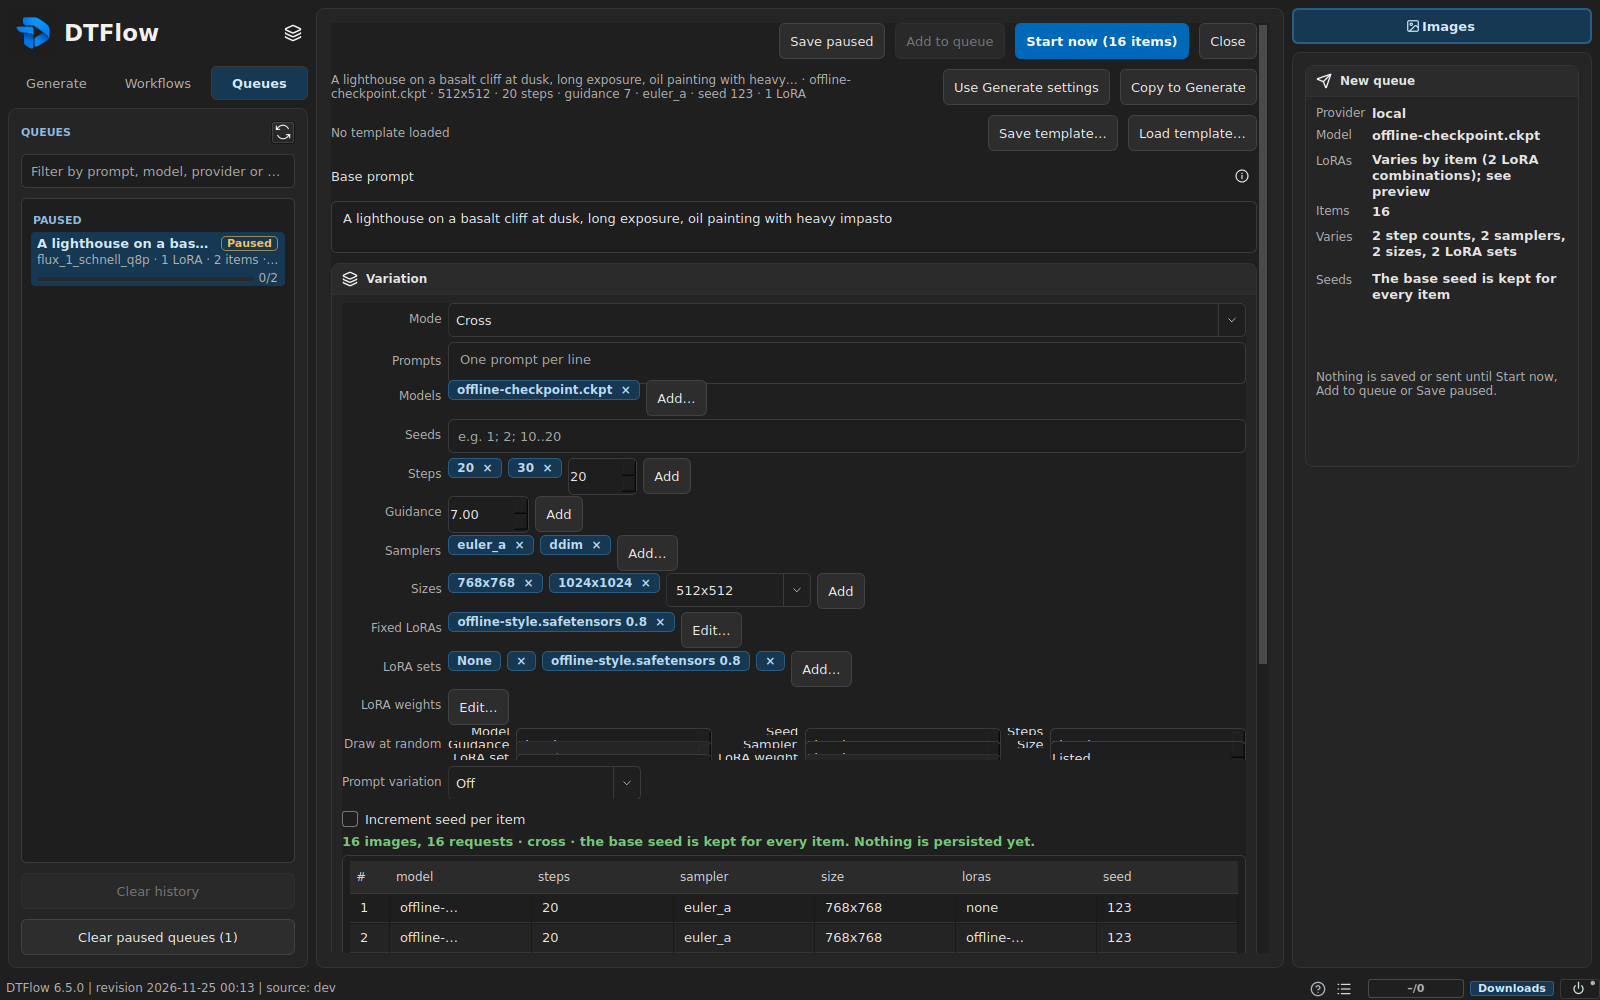 DTFlow
Generate
Workflows
Queues
QUEUES
Filter by prompt, model, provider or ...
PAUSED
A lighthouse on a bas...
Paused
flux_1_schnell_q8p · 1 LoRA · 2 items ·...
0/2
Clear history
Clear paused queues (1)
Save paused
Add to queue
Start now (16 items)
Close
A lighthouse on a basalt cliff at dusk, long exposure, oil painting with heavy... · offline-
checkpoint.ckpt · 512x512 · 20 steps · guidance 7 · euler_a · seed 123 · 1 LoRA
Use Generate settings
Copy to Generate
No template loaded
Save template...
Load template...
Base prompt
A lighthouse on a basalt cliff at dusk, long exposure, oil painting with heavy impasto
Variation
Mode
Cross
Prompts
One prompt per line
Models
offline-checkpoint.ckpt ×
Add...
Seeds
e.g. 1; 2; 10..20
Steps
20 ×
30 ×
20
Add
Guidance
7.00
Add
Samplers
euler_a ×
ddim ×
Add...
Sizes
768x768 ×
1024x1024 ×
512x512
Add
Fixed LoRAs
offline-style.safetensors 0.8 ×
Edit...
LoRA sets
None
×
offline-style.safetensors 0.8
×
Add...
LoRA weights
Edit...
Draw at random
Model
Seed
Steps
Guidance
Sampler
Size
LoRA set
LoRA weight
Listed
Prompt variation
Off
Increment seed per item
16 images, 16 requests · cross · the base seed is kept for every item. Nothing is persisted yet.
# model steps sampler size loras seed
1 offline-... 20 euler_a 768x768 none 123
2 offline-... 20 euler_a 768x768 offline-... 123
Images
New queue
Provider local
Model offline-checkpoint.ckpt
LoRAs Varies by item (2 LoRA
combinations); see
preview
Items 16
Varies 2 step counts, 2 samplers,
2 sizes, 2 LoRA sets
Seeds The base seed is kept for
every item
Nothing is saved or sent until Start now,
Add to queue or Save paused.
DTFlow 6.5.0 | revision 2026-11-25 00:13 | source: dev
–/0
Downloads